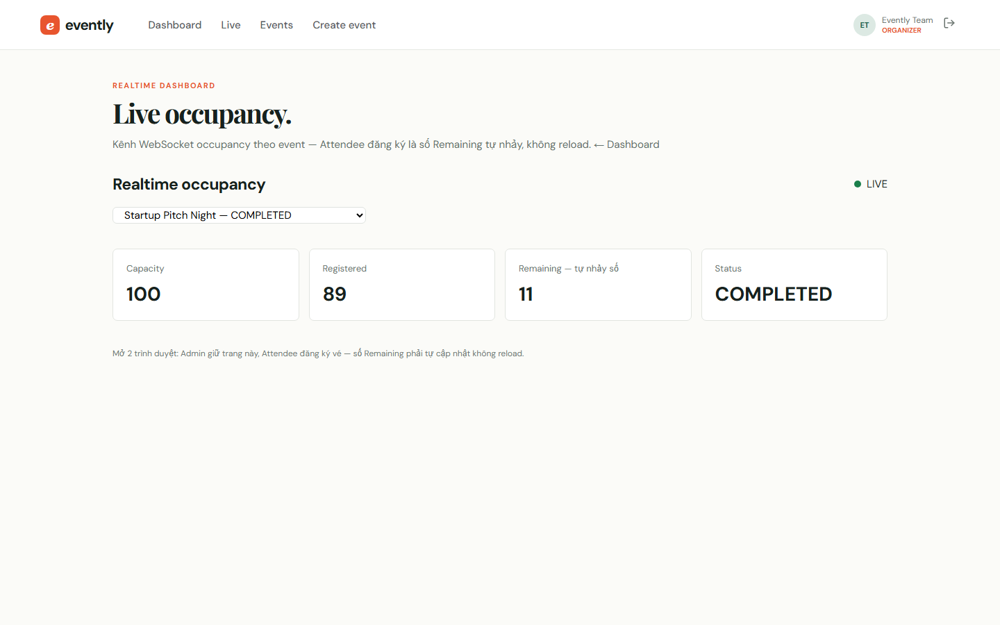 e evently
Dashboard Live Events Create event
ET Evently Team
ORGANIZER
REALTIME DASHBOARD
Live occupancy.
Kênh WebSocket occupancy theo event — Attendee đăng ký là số Remaining tự nhảy, không reload. ← Dashboard
Realtime occupancy
LIVE
Startup Pitch Night — COMPLETED
Capacity
100
Registered
89
Remaining — tự nhảy số
11
Status
COMPLETED
Mở 2 trình duyệt: Admin giữ trang này, Attendee đăng ký vé — số Remaining phải tự cập nhật không reload.